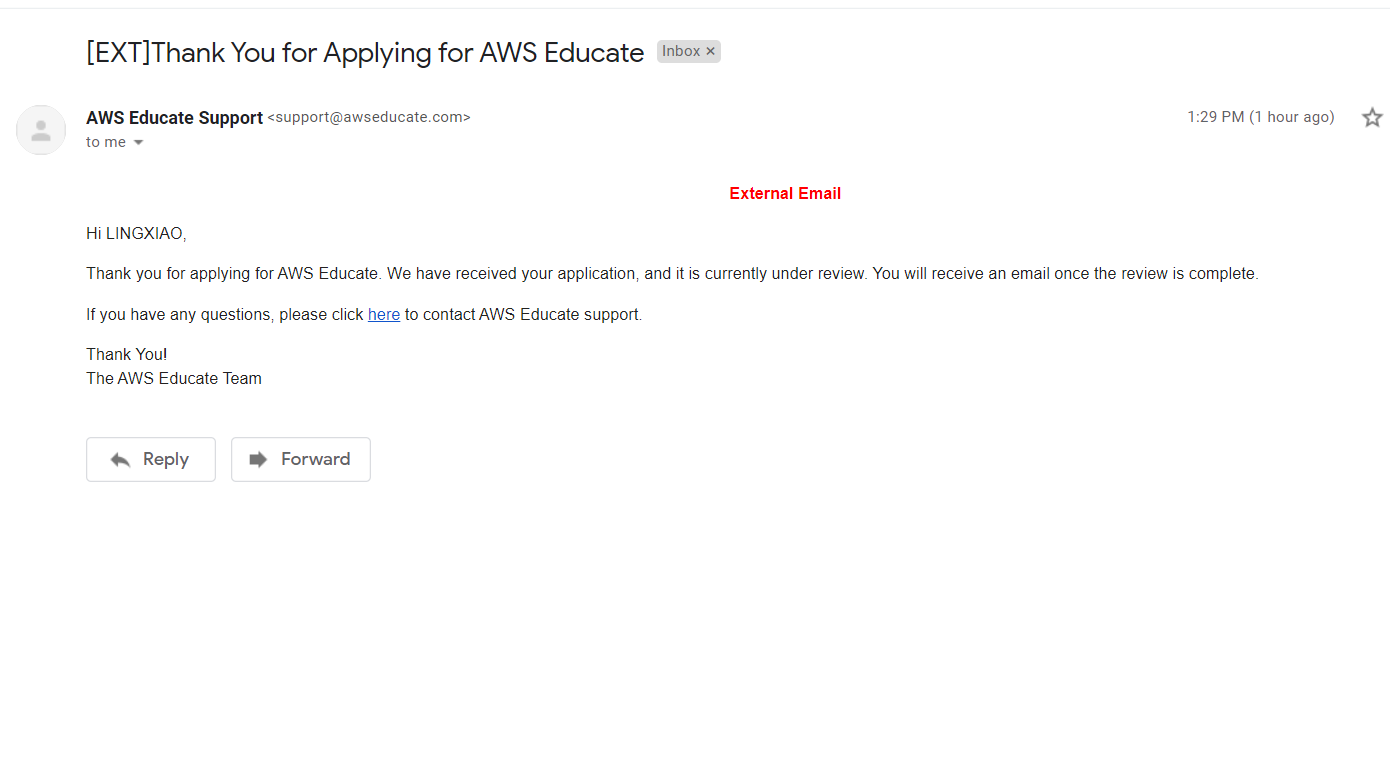 [EXT]Thank You for Applying for AWS Educate Inbox ×
AWS Educate Support <support@awseducate.com> 1:29 PM (1 hour ago)
to me
External Email
Hi LINGXIAO,
Thank you for applying for AWS Educate. We have received your application, and it is currently under review. You will receive an email once the review is complete.
If you have any questions, please click here to contact AWS Educate support.
Thank You!
The AWS Educate Team
Reply Forward